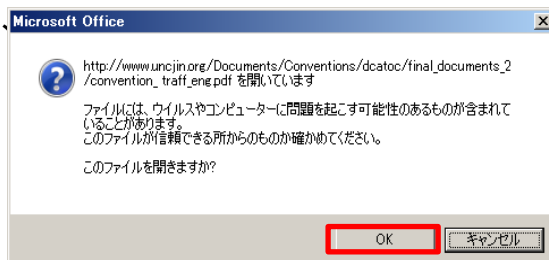 、
Microsoft Office
http://www.uncjin.org/Documents/Conventions/dcatoc/final_documents_2
/convention_ traff_eng.pdf を開いています
ファイルには、ウイルスやコンピューターに問題を起こす可能性のあるものが含まれて
いることがあります。
このファイルが信頼できる所からのものか確かめてください。
このファイルを開きますか?
OK
キャンセル